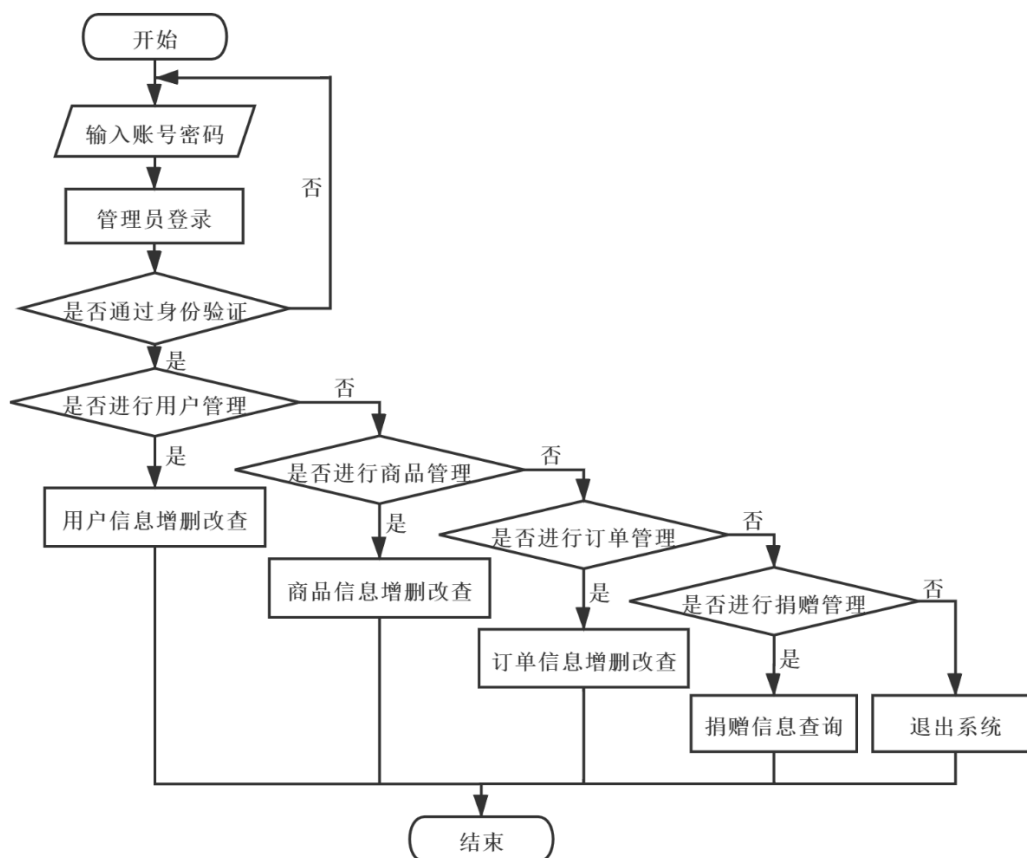 开始
输入账号密码
否
管理员登录
是否通过身份验证
是
否
是否进行用户管理
是
否
是否进行商品管理
用户信息增删改查
是
否
是否进行订单管理
商品信息增删改查
是
否
是否进行捐赠管理
订单信息增删改查
是
捐赠信息查询
退出系统
结束